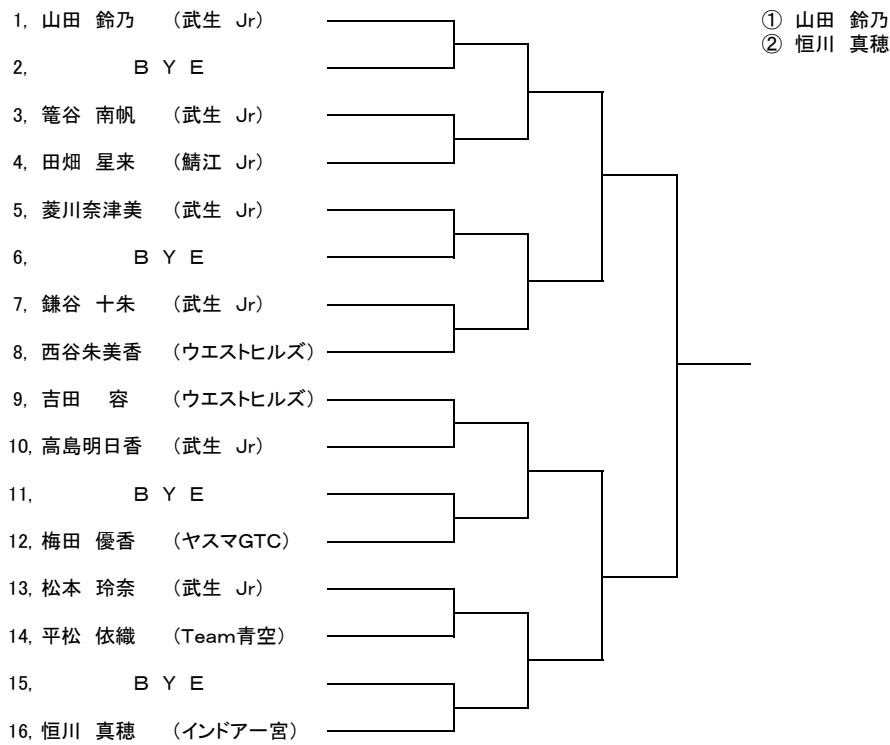 1, 山田 鈴乃 (武生 Jr)
2, B Y E
3, 篭谷 南帆 (武生 Jr)
4, 田畑 星来 (鯖江 Jr)
5, 菱川奈津美 (武生 Jr)
6, B Y E
7, 鎌谷 十朱 (武生 Jr)
8, 西谷朱美香 (ウエストヒルズ)
9, 吉田 容 (ウエストヒルズ)
10, 高島明日香 (武生 Jr)
11, B Y E
12, 梅田 優香 (ヤスマGTC)
13, 松本 玲奈 (武生 Jr)
14, 平松 依織 (Team青空)
15, B Y E
16, 恒川 真穂 (インドアー宮)
① 山田 鈴乃
② 恒川 真穂